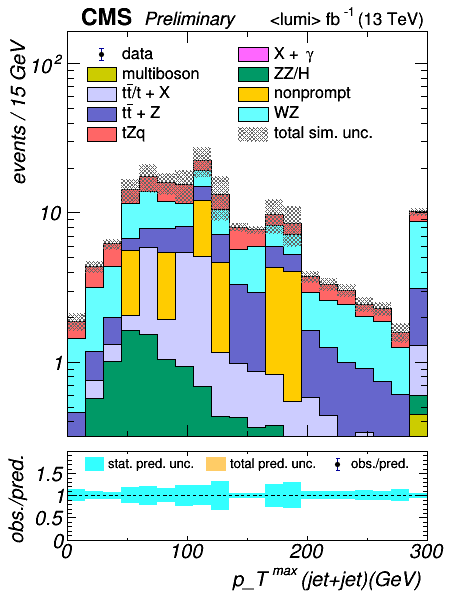 CMS Preliminary <lumi> fb⁻¹ (13 TeV)
events / 15 GeV
10²
10
1
data
multiboson
tt̄/t + X
tt̄ + Z
tZq
X + γ
ZZ/H
nonprompt
WZ
total sim. unc.
obs./pred.
1.5
1
0.5
0
stat. pred. unc. total pred. unc. obs./pred.
0 100 200 300
p_T^max (jet+jet)(GeV)